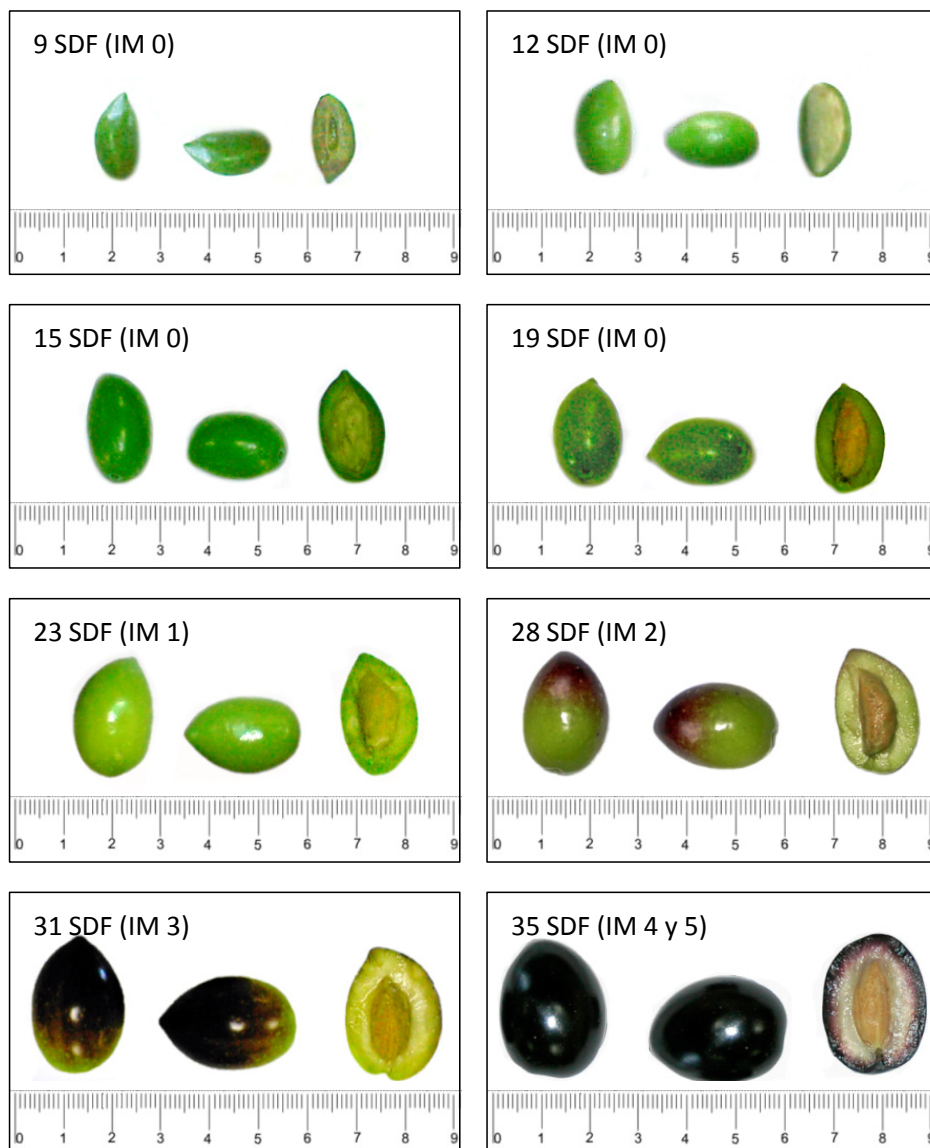 9 SDF (IM 0)
0 1 2 3 4 5 6 7 8 9
12 SDF (IM 0)
0 1 2 3 4 5 6 7 8 9
15 SDF (IM 0)
0 1 2 3 4 5 6 7 8 9
19 SDF (IM 0)
0 1 2 3 4 5 6 7 8 9
23 SDF (IM 1)
0 1 2 3 4 5 6 7 8 9
28 SDF (IM 2)
0 1 2 3 4 5 6 7 8 9
31 SDF (IM 3)
0 1 2 3 4 5 6 7 8 9
35 SDF (IM 4 y 5)
0 1 2 3 4 5 6 7 8 9